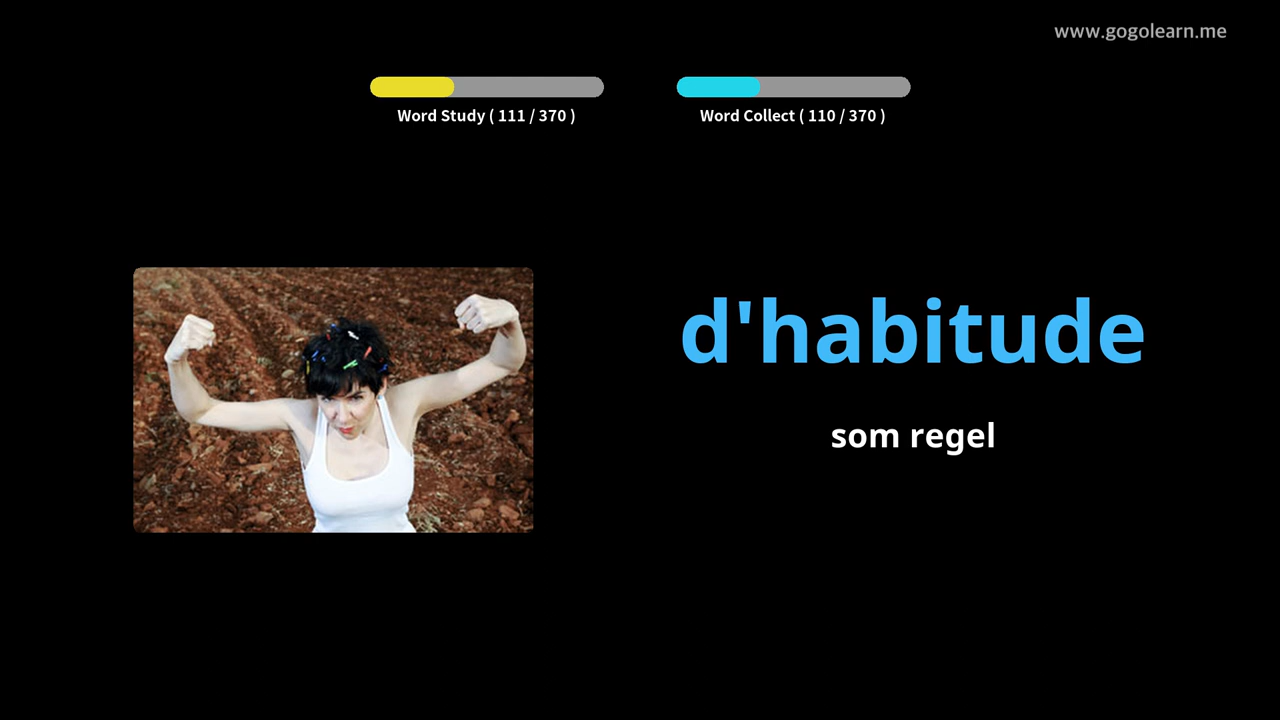 www.gogolearn.me
Word Study ( 111 / 370 )
Word Collect ( 110 / 370 )
d'habitude
som regel